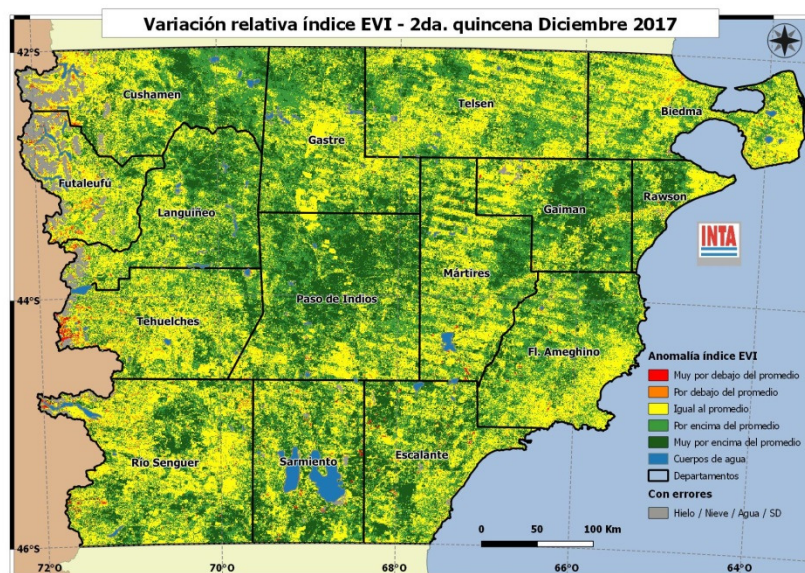 Variación relativa índice EVI - 2da. quincena Diciembre 2017
42°S
44°S
46°S
72°O
70°O
68°O
66°O
64°O
Cushamen
Telsen
Biedma
Gastre
Futaleufú
Languiñeo
Gaiman
Rawson
INTA
Mártires
Paso de Indios
Tehuelches
Fl. Ameghino
Río Senguer
Sarmiento
Escalante
Anomalía índice EVI
Muy por debajo del promedio
Por debajo del promedio
Igual al promedio
Por encima del promedio
Muy por encima del promedio
Cuerpos de agua
Departamentos
Con errores
Hielo / Nieve / Agua / SD
0 50 100 Km